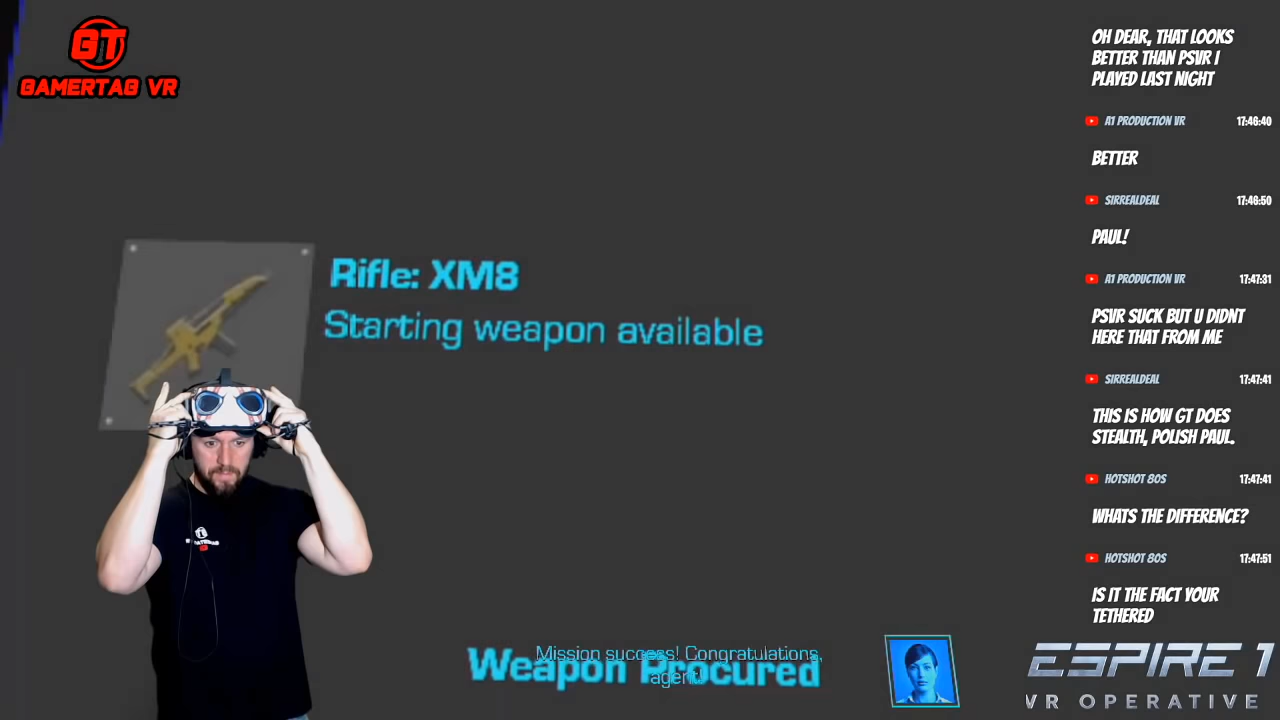 GT
GAMERTAG VR
Rifle: XM8
Starting weapon available
Mission success! Congratulations,
agent!
Weapon Procured
OH DEAR, THAT LOOKS
BETTER THAN PSVR I
PLAYED LAST NIGHT
A1 PRODUCTION VR 17:46:40
BETTER
SIRREALDEAL 17:46:50
PAUL!
A1 PRODUCTION VR 17:47:31
PSVR SUCK BUT U DIDNT
HERE THAT FROM ME
SIRREALDEAL 17:47:41
THIS IS HOW GT DOES
STEALTH, POLISH PAUL.
HOTSHOT 80S 17:47:41
WHATS THE DIFFERENCE?
HOTSHOT 80S 17:47:51
IS IT THE FACT YOUR
TETHERED
ESPIRE 1
VR OPERATIVE